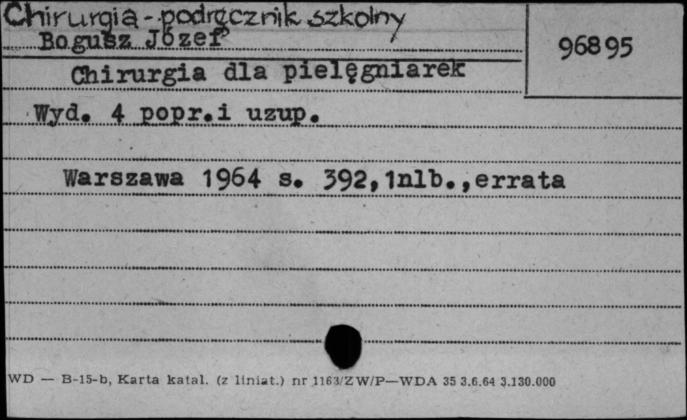 Chirurgia - podręcznik szkolny
Bogusz Józef
96895
Chirurgia dla pielęgniarek
Wyd. 4 popr.i uzup.
Warszawa 1964 s. 392,1nlb.,errata
WD — B-15-b, Karta katal. (z liniat.) nr 1163/ZW/P—WDA 35 3.6.64 3.130.000